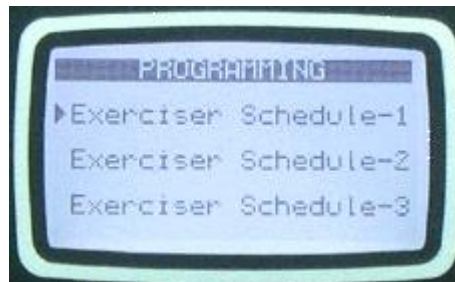 PROGRAMMING
Exerciser Schedule-1
Exerciser Schedule-2
Exerciser Schedule-3